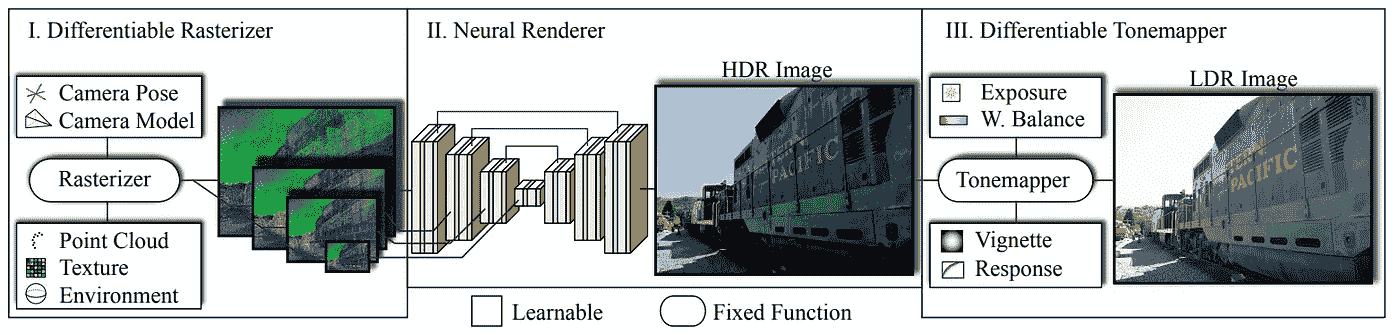 I. Differentiable Rasterizer
Camera Pose
Camera Model
Rasterizer
Point Cloud
Texture
Environment
II. Neural Renderer
HDR Image
PACIFIC
Learnable
Fixed Function
III. Differentiable Tonemapper
Exposure
W. Balance
Tonemapper
Vignette
Response
LDR Image
PACIFIC